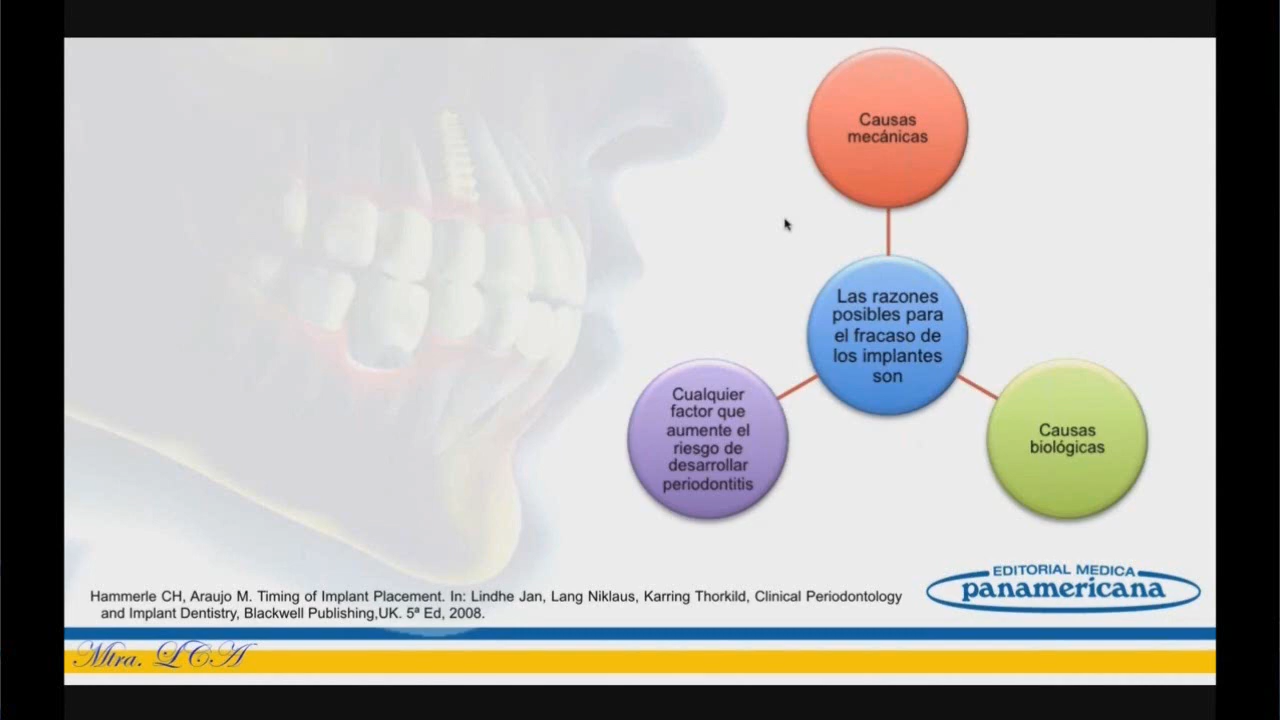 Causas
mecánicas
Las razones
posibles para
el fracaso de
los implantes
son
Cualquier
factor que
aumente el
riesgo de
desarrollar
periodontitis
Causas
biológicas
EDITORIAL MEDICA
panamericana
Hammerle CH, Araujo M. Timing of Implant Placement. In: Lindhe Jan, Lang Niklaus, Karring Thorkild, Clinical Periodontology
and Implant Dentistry, Blackwell Publishing,UK. 5ª Ed, 2008.
Mtra. LCA